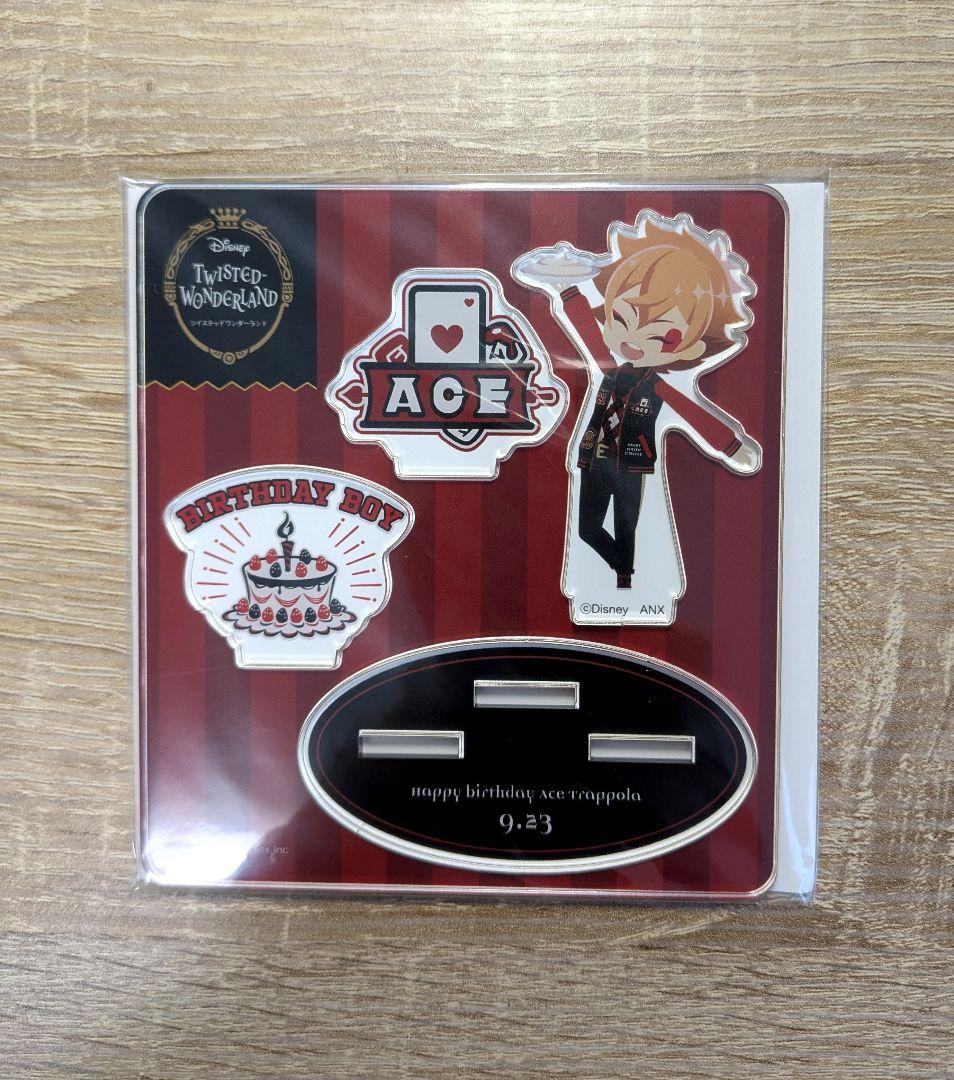 Disney
TWISTED-
WONDERLAND
ツイステッドワンダーランド
ACE
ACE
E
BIRTHDAY BOY
©Disney ANX
Happy birthday Ace Trappola
9.23